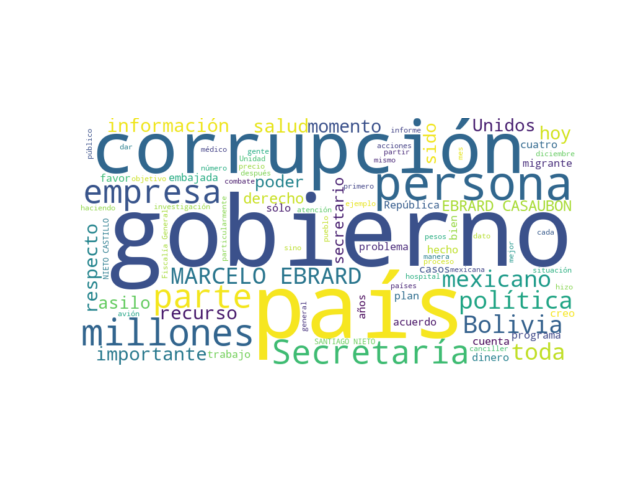 información
salud
momento
informe
sido
mes
Unidos
hoy
público
dar
médico
corrupción
acciones
partir
mismo
cuatro
diciembre
número
gente
Unidad
precio
después
favor
objetivo
embajada
combate
poder
primero
persona
migrante
empresa
haciendo
investigación
derecho
sólo
atención
secretario
ejemplo
República
EBRARD CASAUBON
particularmente
Fiscalía General
NIETO CASTILLO
respecto
gobierno
pueblo
sino
problema
hecho
bien
pesos
manera
proceso
dato
mejor
cada
situación
MARCELO EBRARD
casos
mexicana
mexicano
hizo
asilo
parte
país
hospital
países
plan
años
política
avión
recurso
general
acuerdo
Bolivia
creo
millones
SANTIAGO NIETO
cuenta
programa
importante
trabajo
Secretaría
canciller
dinero
toda